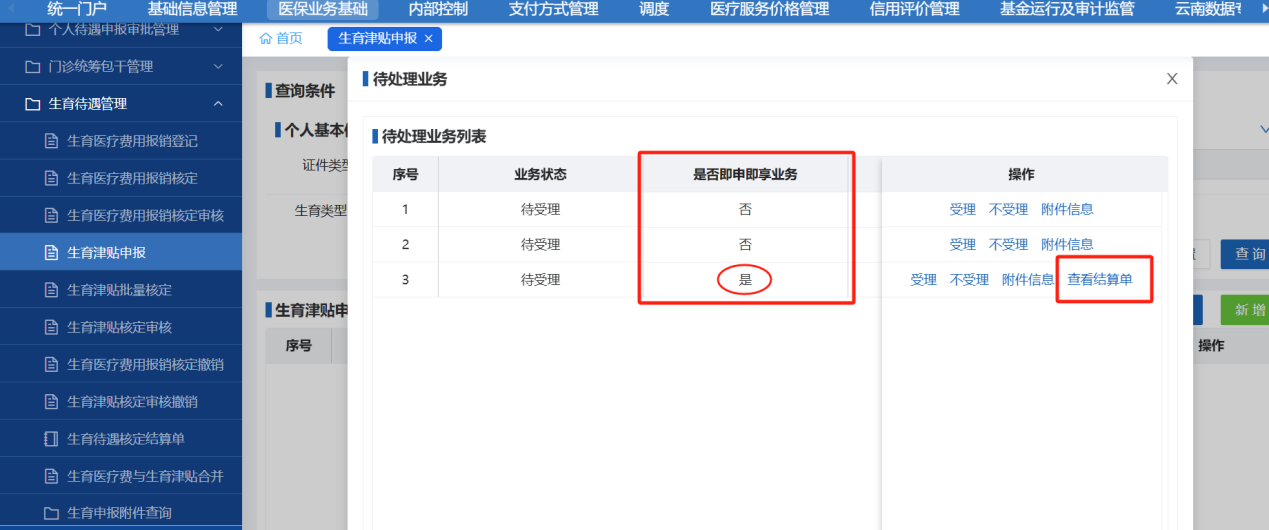 统一门户 基础信息管理 医保业务基础 内部控制 支付方式管理 调度 医疗服务价格管理 信用评价管理 基金运行及审计监管 云南数据
个人待遇申报审批管理
门诊统筹包干管理
生育待遇管理
生育医疗费用报销登记
生育医疗费用报销核定
生育医疗费用报销核定审核
生育津贴申报
生育津贴批量核定
生育津贴核定审核
生育医疗费用报销核定撤销
生育津贴核定审核撤销
生育待遇核定结算单
生育医疗费与生育津贴合并
生育申报附件查询
首页 生育津贴申报 ×
查询条件
个人基本
证件类型
生育类型
查询
生育津贴申
新增
序号 操作
待处理业务
待处理业务列表
序号 业务状态 是否即申即享业务 操作
1 待受理 否 受理 不受理 附件信息
2 待受理 否 受理 不受理 附件信息
3 待受理 是 受理 不受理 附件信息 查看结算单